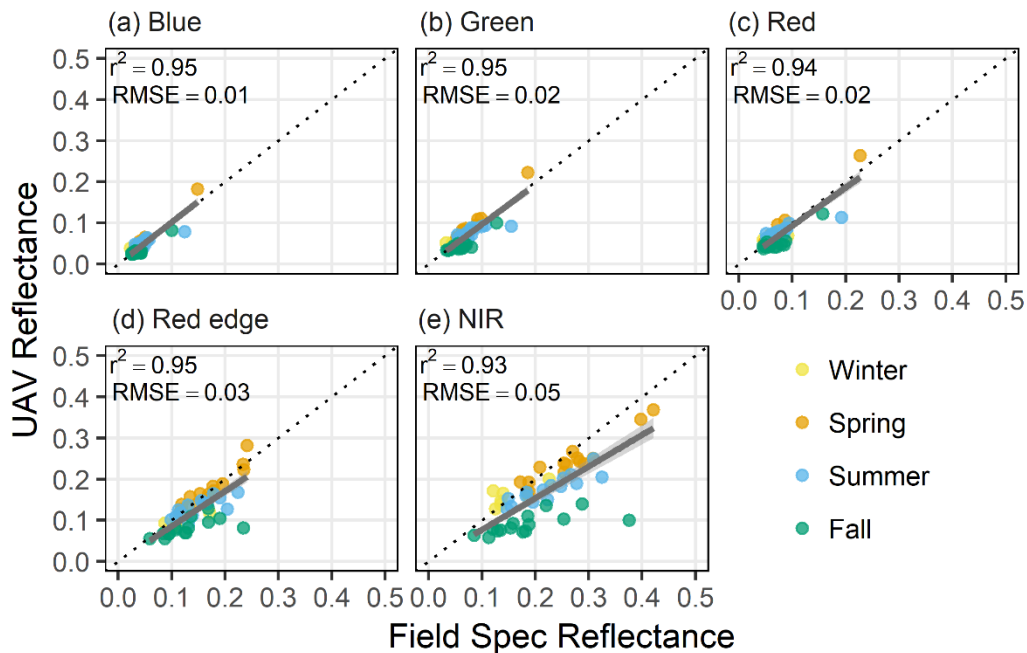 (a) Blue
(b) Green
(c) Red
r² = 0.95
RMSE = 0.01
r² = 0.95
RMSE = 0.02
r² = 0.94
RMSE = 0.02
0.5
0.4
0.3
0.2
0.1
0.0
0.0 0.1 0.2 0.3 0.4 0.5
(d) Red edge
(e) NIR
r² = 0.95
RMSE = 0.03
r² = 0.93
RMSE = 0.05
0.5
0.4
0.3
0.2
0.1
0.0
0.0 0.1 0.2 0.3 0.4 0.5
0.0 0.1 0.2 0.3 0.4 0.5
UAV Reflectance
Field Spec Reflectance
Winter
Spring
Summer
Fall